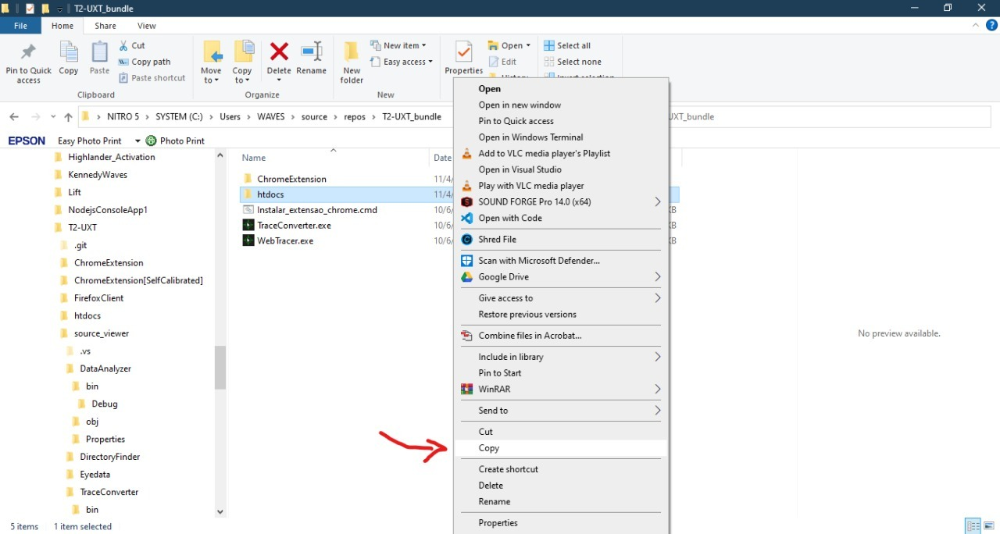 T2-UXT_bundle
File Home Share View
Pin to Quick access
Copy
Paste
Cut
Copy path
Paste shortcut
Clipboard
Move to
Copy to
Delete
Rename
Organize
New folder
New item
Easy access
New
Properties
Open
Edit
History
Select all
Select none
Invert selection
NITRO 5 SYSTEM (C:) Users WAVES source repos T2-UXT_bundle
UXT_bundle
EPSON Easy Photo Print Photo Print
Highlander_Activation
KennedyWaves
Lift
NodejsConsoleApp1
T2-UXT
.git
ChromeExtension
ChromeExtension[SelfCalibrated]
FirefoxClient
htdocs
source_viewer
.vs
DataAnalyzer
bin
Debug
obj
Properties
DirectoryFinder
Eyedata
TraceConverter
bin
Name Date
ChromeExtension 11/4/
htdocs 11/4/
Instalar_extensao_chrome.cmd 10/6/ KB
TraceConverter.exe 10/6/ KB
WebTracer.exe 10/6/ KB
Open
Open in new window
Pin to Quick access
Open in Windows Terminal
Add to VLC media player's Playlist
Open in Visual Studio
Play with VLC media player
SOUND FORGE Pro 14.0 (x64)
Open with Code
Shred File
Scan with Microsoft Defender...
Google Drive
Give access to
Restore previous versions
Combine files in Acrobat...
Include in library
Pin to Start
WinRAR
Send to
Cut
Copy
Create shortcut
Delete
Rename
Properties
No preview available.
5 items 1 item selected